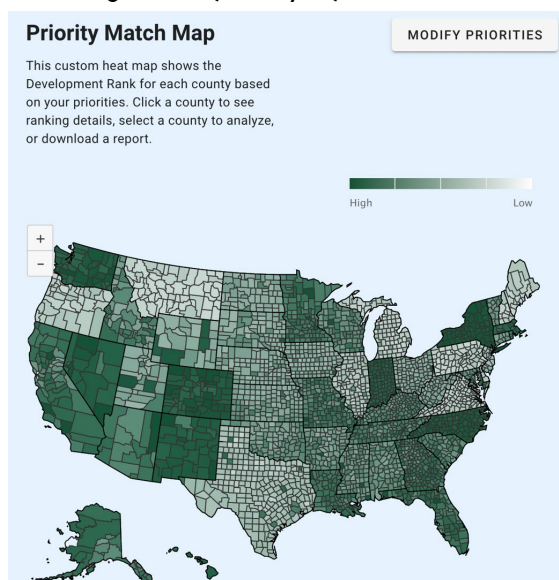 Priority Match Map
MODIFY PRIORITIES
This custom heat map shows the
Development Rank for each county based
on your priorities. Click a county to see
ranking details, select a county to analyze,
or download a report.
High
Low
+
−